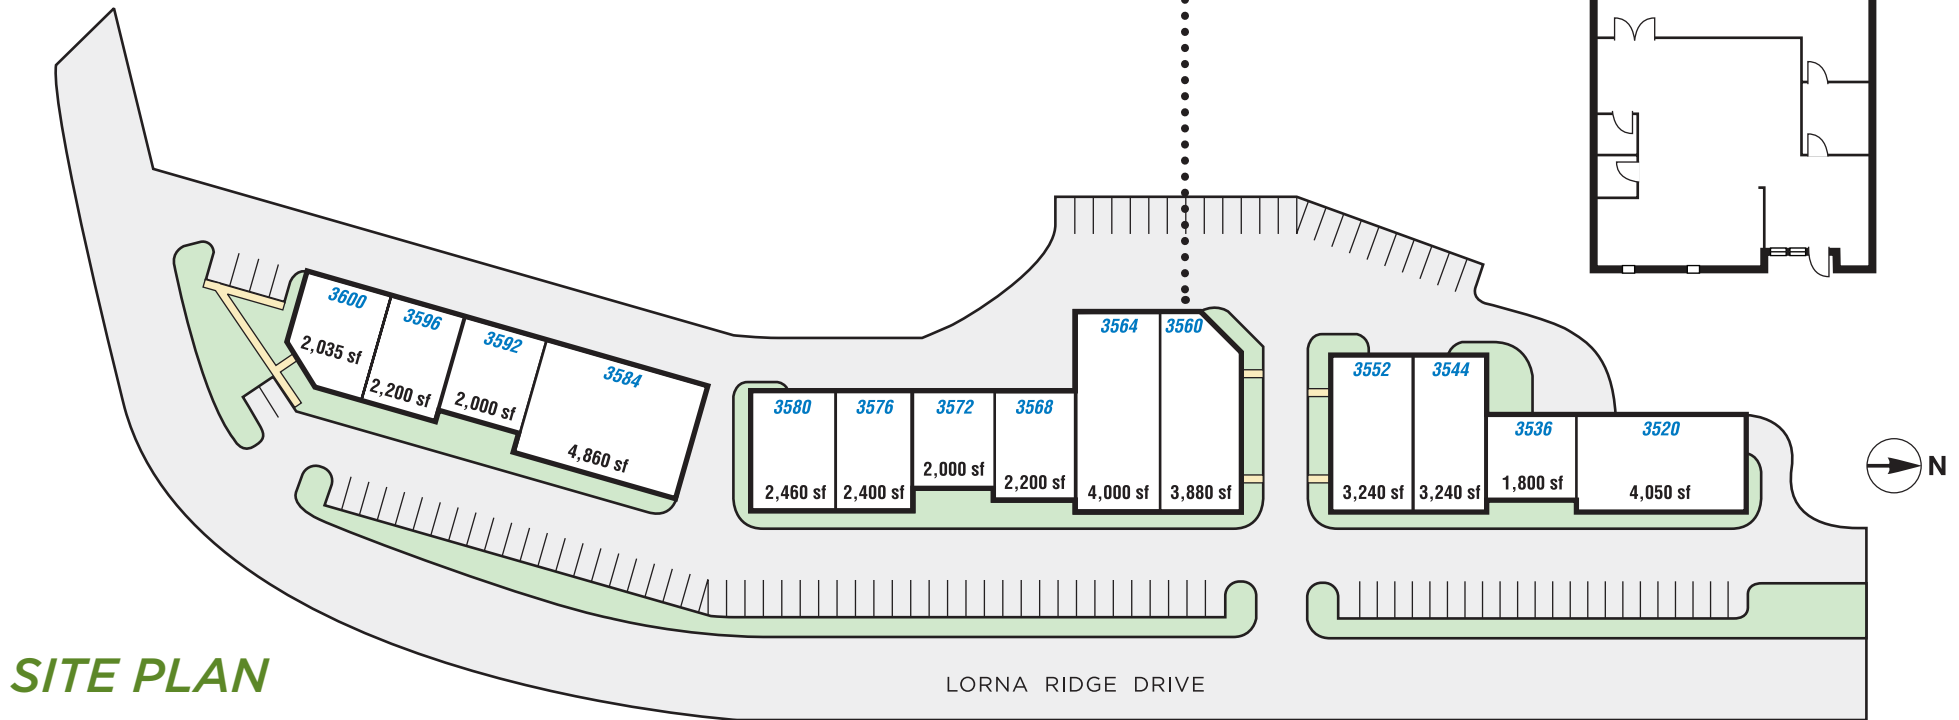 3600
2,035 sf
3596
2,200 sf
3592
2,000 sf
3584
4,860 sf
3580
2,460 sf
3576
2,400 sf
3572
2,000 sf
3568
2,200 sf
3564
4,000 sf
3560
3,880 sf
3552
3,240 sf
3544
3,240 sf
3536
1,800 sf
3520
4,050 sf
N
SITE PLAN
LORNA RIDGE DRIVE